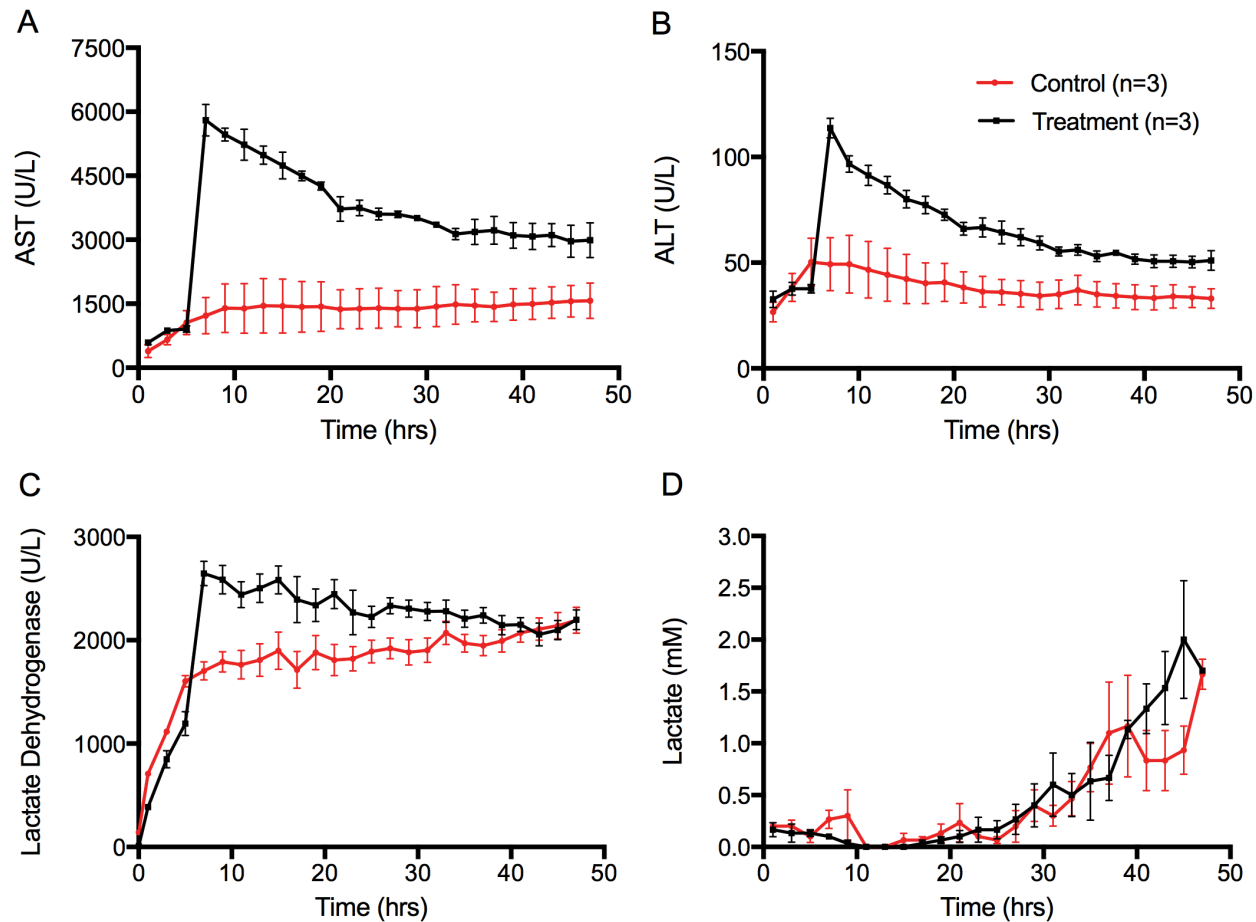 A
7500
6000
4500
3000
1500
0
AST (U/L)
0 10 20 30 40 50
Time (hrs)
B
150
100
50
0
ALT (U/L)
Control (n=3)
Treatment (n=3)
0 10 20 30 40 50
Time (hrs)
C
3000
2000
1000
0
Lactate Dehydrogenase (U/L)
0 10 20 30 40 50
Time (hrs)
D
3.0
2.5
2.0
1.5
1.0
0.5
0.0
Lactate (mM)
0 10 20 30 40 50
Time (hrs)